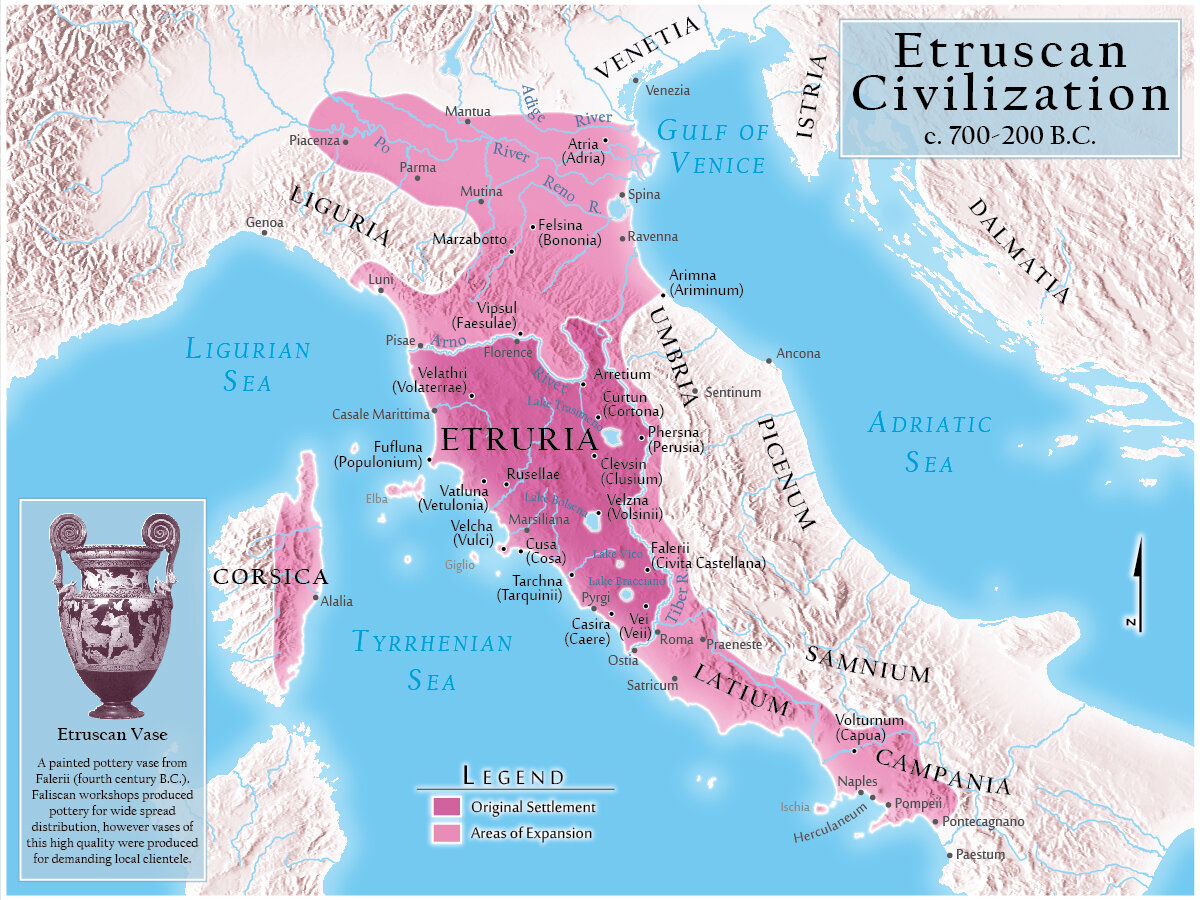 Etruscan
Civilization
c. 700-200 B.C.
VENETIA
Venezia
ISTRIA
Adige
River
Mantua
GULF OF
VENICE
Piacenza
Po
River
Atria
(Adria)
Parma
Mutina
Reno
R.
Spina
LIGURIA
Genoa
Felsina
(Bononia)
Marzabotto
Ravenna
DALMATIA
Luni
Arimna
(Ariminum)
Vipsul
(Faesulae)
UMBRIA
Pisae
Arno
Florence
River
LIGURIAN
SEA
Ancona
Velathri
(Volaterrae)
Arretium
Sentinum
Curtun
(Cortona)
Lake Trasimeno
Casale Marittima
ETRURIA
Phersna
(Perusia)
PICENUM
ADRIATIC
SEA
Fufluna
(Populonium)
Clevsin
(Clusium)
Rusellae
Elba
Vatluna
(Vetulonia)
Lake Bolsena
Velzna
(Volsinii)
Marsiliana
Velcha
(Vulci)
Cusa
(Cosa)
Lake Vico
Falerii
(Civita Castellana)
Giglio
CORSICA
Alalia
Tarchna
(Tarquinii)
Lake Bracciano
Pyrgi
Tiber R.
Casira
(Caere)
Vei
(Veii)
Roma
Praeneste
TYRRHENIAN
SEA
Ostia
Satricum
LATIUM
SAMNIUM
Volturnum
(Capua)
CAMPANIA
Naples
Ischia
Herculaneum
Pompeii
Pontecagnano
Paestum
N
Etruscan Vase
A painted pottery vase from
Falerii (fourth century B.C.).
Faliscan workshops produced
pottery for wide spread
distribution, however vases of
this high quality were produced
for demanding local clientele.
LEGEND
Original Settlement
Areas of Expansion